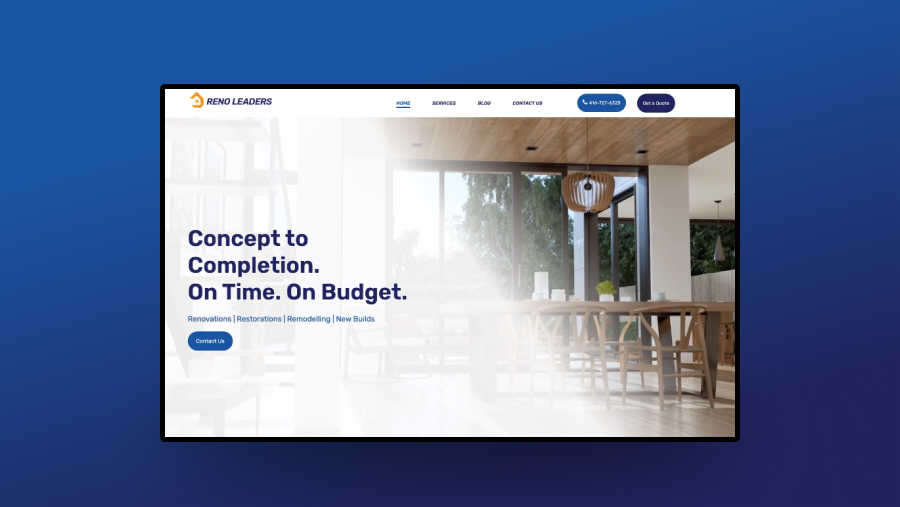 RENO LEADERS
HOME SERVICES BLOG CONTACT US 416-727-6325 Get a Quote
Concept to
Completion.
On Time. On Budget.
Renovations | Restorations | Remodelling | New Builds
Contact Us